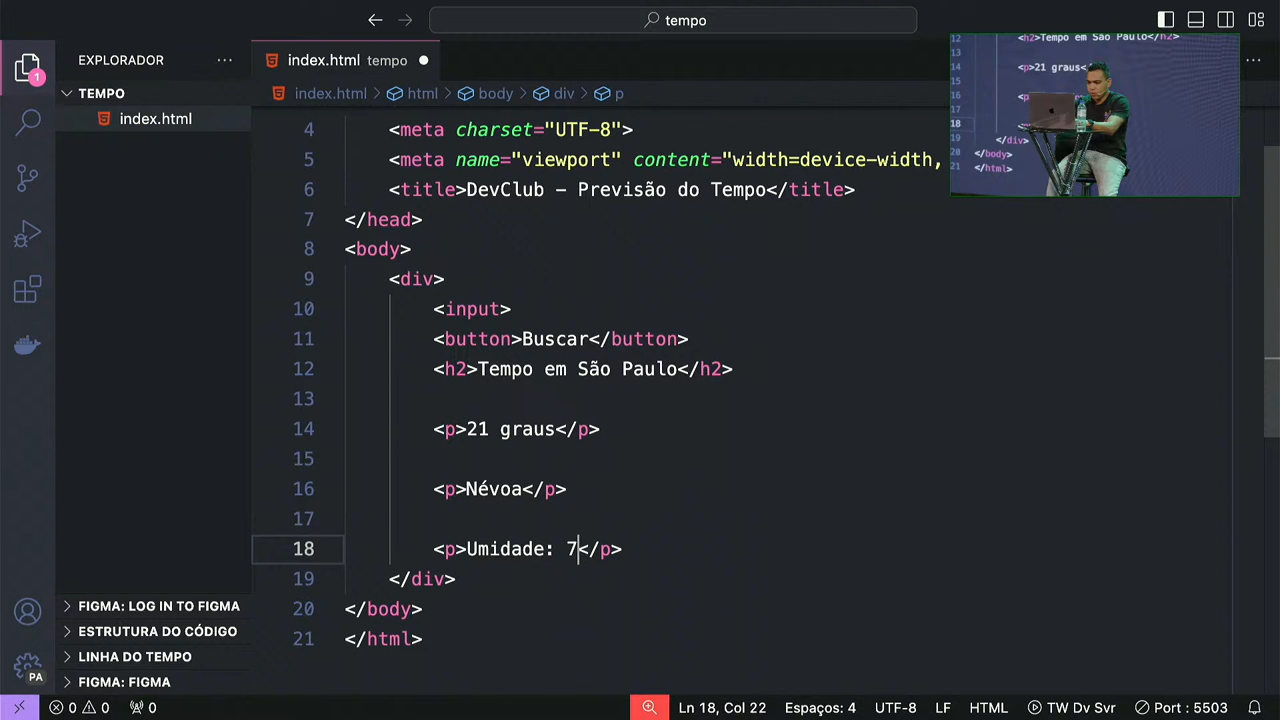 tempo
EXPLORADOR
index.html tempo
1
TEMPO
index.html
index.html > html > body > div > p
4 <meta charset="UTF-8">
5 <meta name="viewport" content="width=device-width,
6 <title>DevClub - Previsão do Tempo</title>
7 </head>
8 <body>
9 <div>
10 <input>
11 <button>Buscar</button>
12 <h2>Tempo em São Paulo</h2>
13
14 <p>21 graus</p>
15
16 <p>Névoa</p>
17
18 <p>Umidade: 7</p>
19 </div>
20 </body>
21 </html>
12 <h2>Tempo em São Paulo</h2>
13
14 <p>21 graus</
15
16
17
18
19 </div>
20 </body>
21 </html>
FIGMA: LOG IN TO FIGMA
ESTRUTURA DO CÓDIGO
LINHA DO TEMPO
FIGMA: FIGMA
PA
0 0 0 Ln 18, Col 22 Espaços: 4 UTF-8 LF HTML TW Dv Svr Port : 5503